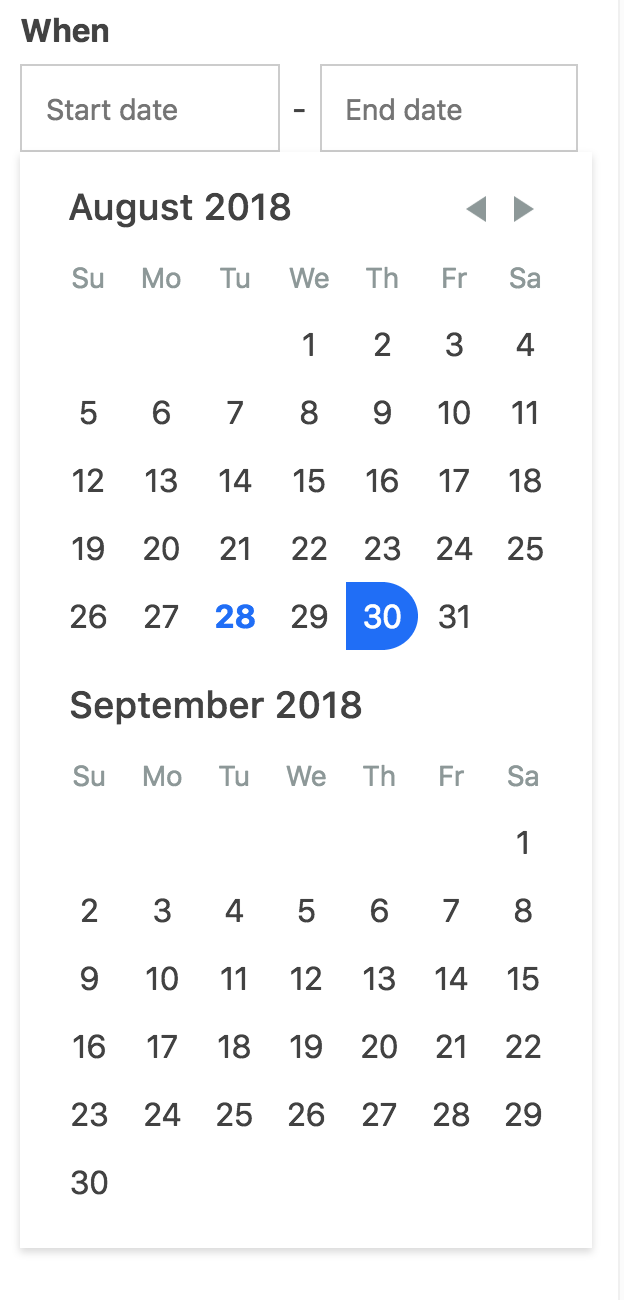 When
Start date - End date
August 2018
Su Mo Tu We Th Fr Sa
1 2 3 4
5 6 7 8 9 10 11
12 13 14 15 16 17 18
19 20 21 22 23 24 25
26 27 28 29 30 31
September 2018
Su Mo Tu We Th Fr Sa
1
2 3 4 5 6 7 8
9 10 11 12 13 14 15
16 17 18 19 20 21 22
23 24 25 26 27 28 29
30